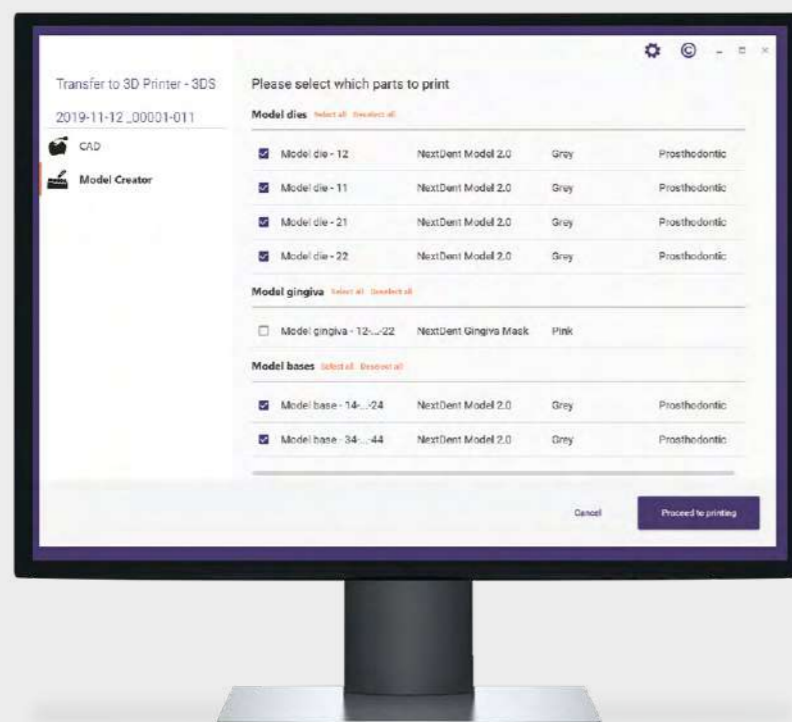 Transfer to 3D Printer - 3DS
2019-11-12 _00001-011
CAD
Model Creator
Please select which parts to print
Model dies Select all Deselect all
Model die - 12 NextDent Model 2.0 Grey Prosthodontic
Model die - 11 NextDent Model 2.0 Grey Prosthodontic
Model die - 21 NextDent Model 2.0 Grey Prosthodontic
Model die - 22 NextDent Model 2.0 Grey Prosthodontic
Model gingiva Select all Deselect all
Model gingiva - 12-...-22 NextDent Gingiva Mask Pink
Model bases Select all Deselect all
Model base - 14-...-24 NextDent Model 2.0 Grey Prosthodontic
Model base - 34-...-44 NextDent Model 2.0 Grey Prosthodontic
Cancel Proceed to printing